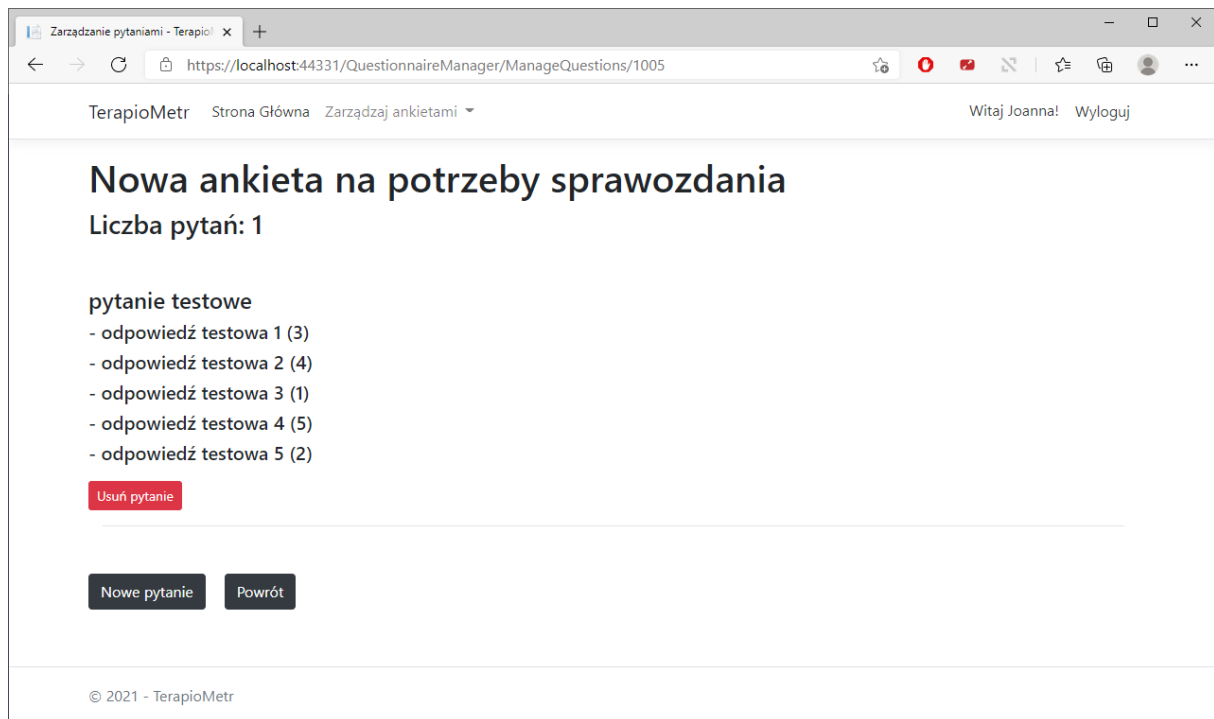 Zarządzanie pytaniami - Terapio
https://localhost:44331/QuestionnaireManager/ManageQuestions/1005
TerapioMetr Strona Główna Zarządzaj ankietami Witaj Joanna! Wyloguj
Nowa ankieta na potrzeby sprawozdania
Liczba pytań: 1
pytanie testowe
- odpowiedź testowa 1 (3)
- odpowiedź testowa 2 (4)
- odpowiedź testowa 3 (1)
- odpowiedź testowa 4 (5)
- odpowiedź testowa 5 (2)
Usuń pytanie
Nowe pytanie Powrót
© 2021 - TerapioMetr